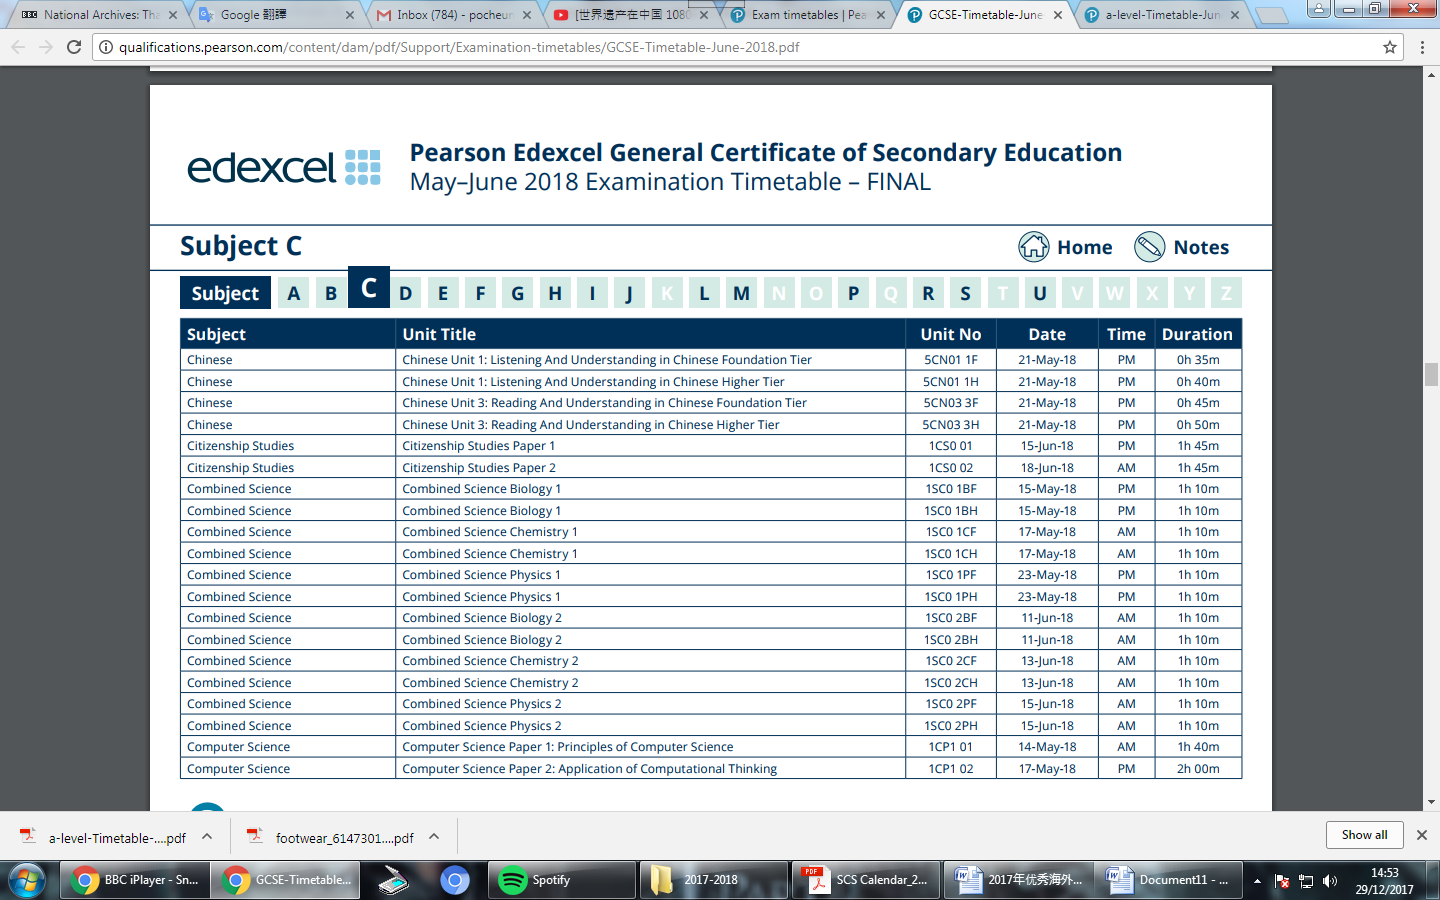 National Archives: Tha
Google 翻譯
Inbox (784) - pocheun
[世界遗产在中国 1080
Exam timetables | Pea
GCSE-Timetable-June
a-level-Timetable-Jun
qualifications.pearson.com/content/dam/pdf/Support/Examination-timetables/GCSE-Timetable-June-2018.pdf
edexcel
Pearson Edexcel General Certificate of Secondary Education
May–June 2018 Examination Timetable – FINAL
Subject C
Home
Notes
Subject A B C D E F G H I J K L M N O P Q R S T U V W X Y Z
Subject Unit Title Unit No Date Time Duration
Chinese Chinese Unit 1: Listening And Understanding in Chinese Foundation Tier 5CN01 1F 21-May-18 PM 0h 35m
Chinese Chinese Unit 1: Listening And Understanding in Chinese Higher Tier 5CN01 1H 21-May-18 PM 0h 40m
Chinese Chinese Unit 3: Reading And Understanding in Chinese Foundation Tier 5CN03 3F 21-May-18 PM 0h 45m
Chinese Chinese Unit 3: Reading And Understanding in Chinese Higher Tier 5CN03 3H 21-May-18 PM 0h 50m
Citizenship Studies Citizenship Studies Paper 1 1CS0 01 15-Jun-18 PM 1h 45m
Citizenship Studies Citizenship Studies Paper 2 1CS0 02 18-Jun-18 AM 1h 45m
Combined Science Combined Science Biology 1 1SC0 1BF 15-May-18 PM 1h 10m
Combined Science Combined Science Biology 1 1SC0 1BH 15-May-18 PM 1h 10m
Combined Science Combined Science Chemistry 1 1SC0 1CF 17-May-18 AM 1h 10m
Combined Science Combined Science Chemistry 1 1SC0 1CH 17-May-18 AM 1h 10m
Combined Science Combined Science Physics 1 1SC0 1PF 23-May-18 PM 1h 10m
Combined Science Combined Science Physics 1 1SC0 1PH 23-May-18 PM 1h 10m
Combined Science Combined Science Biology 2 1SC0 2BF 11-Jun-18 AM 1h 10m
Combined Science Combined Science Biology 2 1SC0 2BH 11-Jun-18 AM 1h 10m
Combined Science Combined Science Chemistry 2 1SC0 2CF 13-Jun-18 AM 1h 10m
Combined Science Combined Science Chemistry 2 1SC0 2CH 13-Jun-18 AM 1h 10m
Combined Science Combined Science Physics 2 1SC0 2PF 15-Jun-18 AM 1h 10m
Combined Science Combined Science Physics 2 1SC0 2PH 15-Jun-18 AM 1h 10m
Computer Science Computer Science Paper 1: Principles of Computer Science 1CP1 01 14-May-18 AM 1h 40m
Computer Science Computer Science Paper 2: Application of Computational Thinking 1CP1 02 17-May-18 PM 2h 00m
a-level-Timetable-....pdf
footwear_6147301....pdf
Show all
BBC iPlayer - Sn...
GCSE-Timetable...
Spotify
2017-2018
SCS Calendar_2...
2017年优秀海外...
Document11 - ...
14:53
29/12/2017